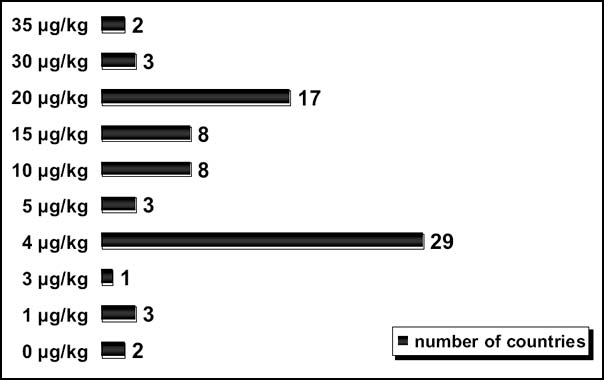 35 µg/kg 2
30 µg/kg 3
20 µg/kg 17
15 µg/kg 8
10 µg/kg 8
5 µg/kg 3
4 µg/kg 29
3 µg/kg 1
1 µg/kg 3
0 µg/kg 2
number of countries